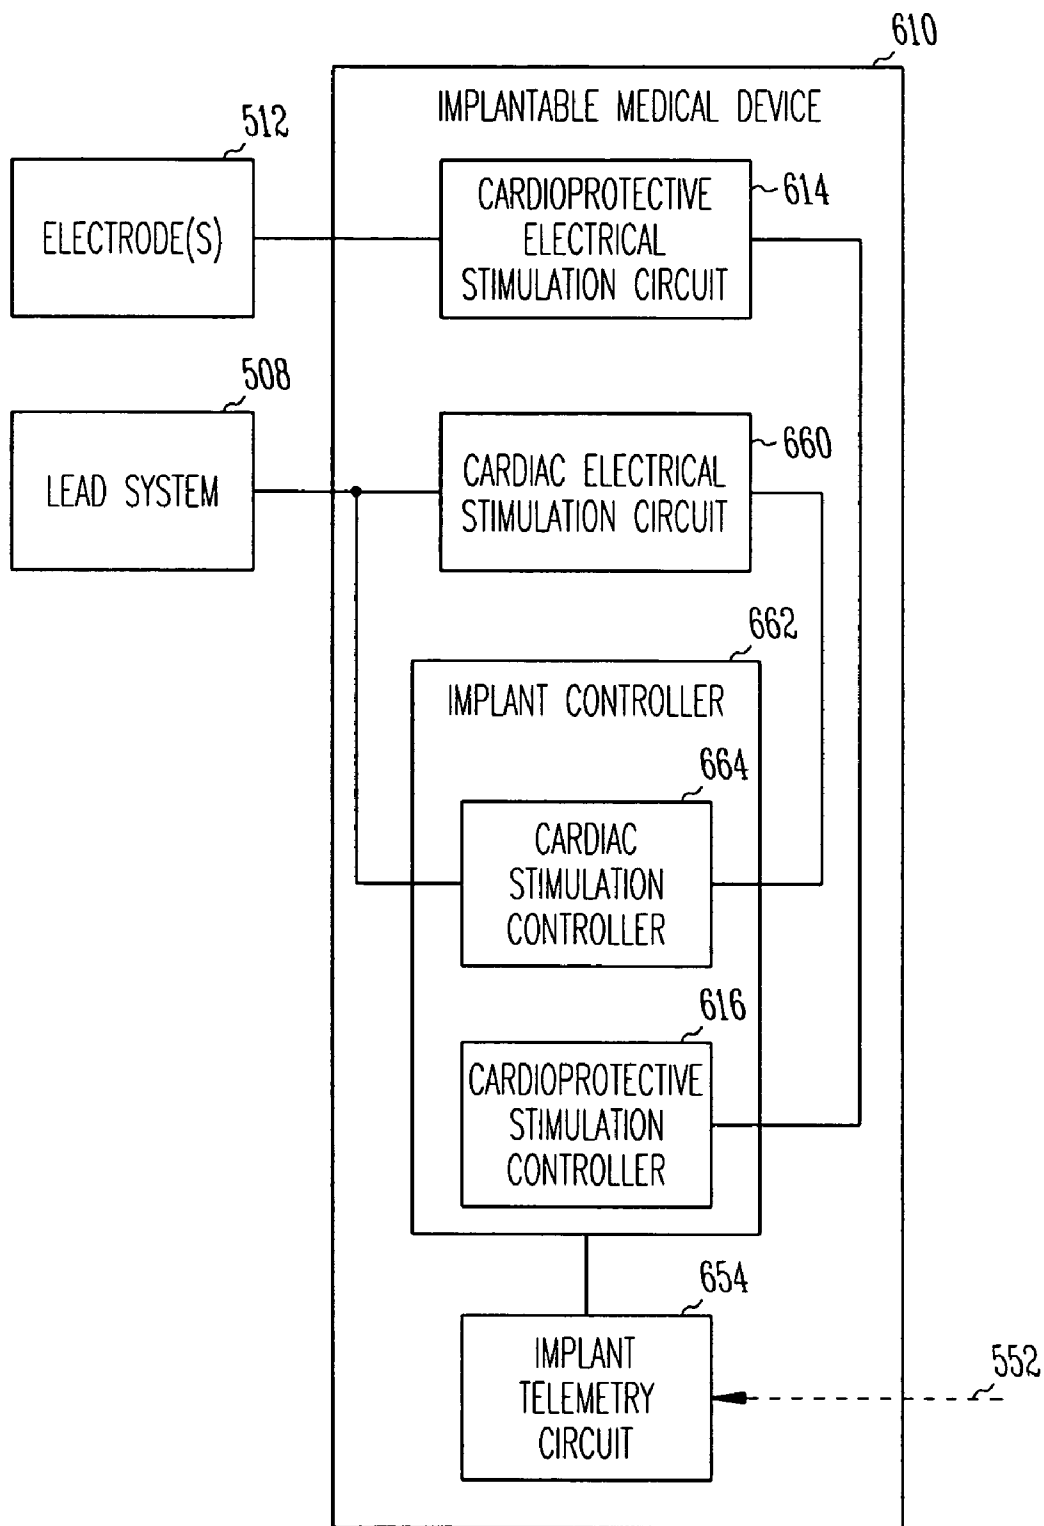 610
IMPLANTABLE MEDICAL DEVICE
512
ELECTRODE(S)
CARDIOPROTECTIVE
ELECTRICAL
STIMULATION CIRCUIT
614
508
LEAD SYSTEM
CARDIAC ELECTRICAL
STIMULATION CIRCUIT
660
662
IMPLANT CONTROLLER
664
CARDIAC
STIMULATION
CONTROLLER
616
CARDIOPROTECTIVE
STIMULATION
CONTROLLER
654
IMPLANT
TELEMETRY
CIRCUIT
552